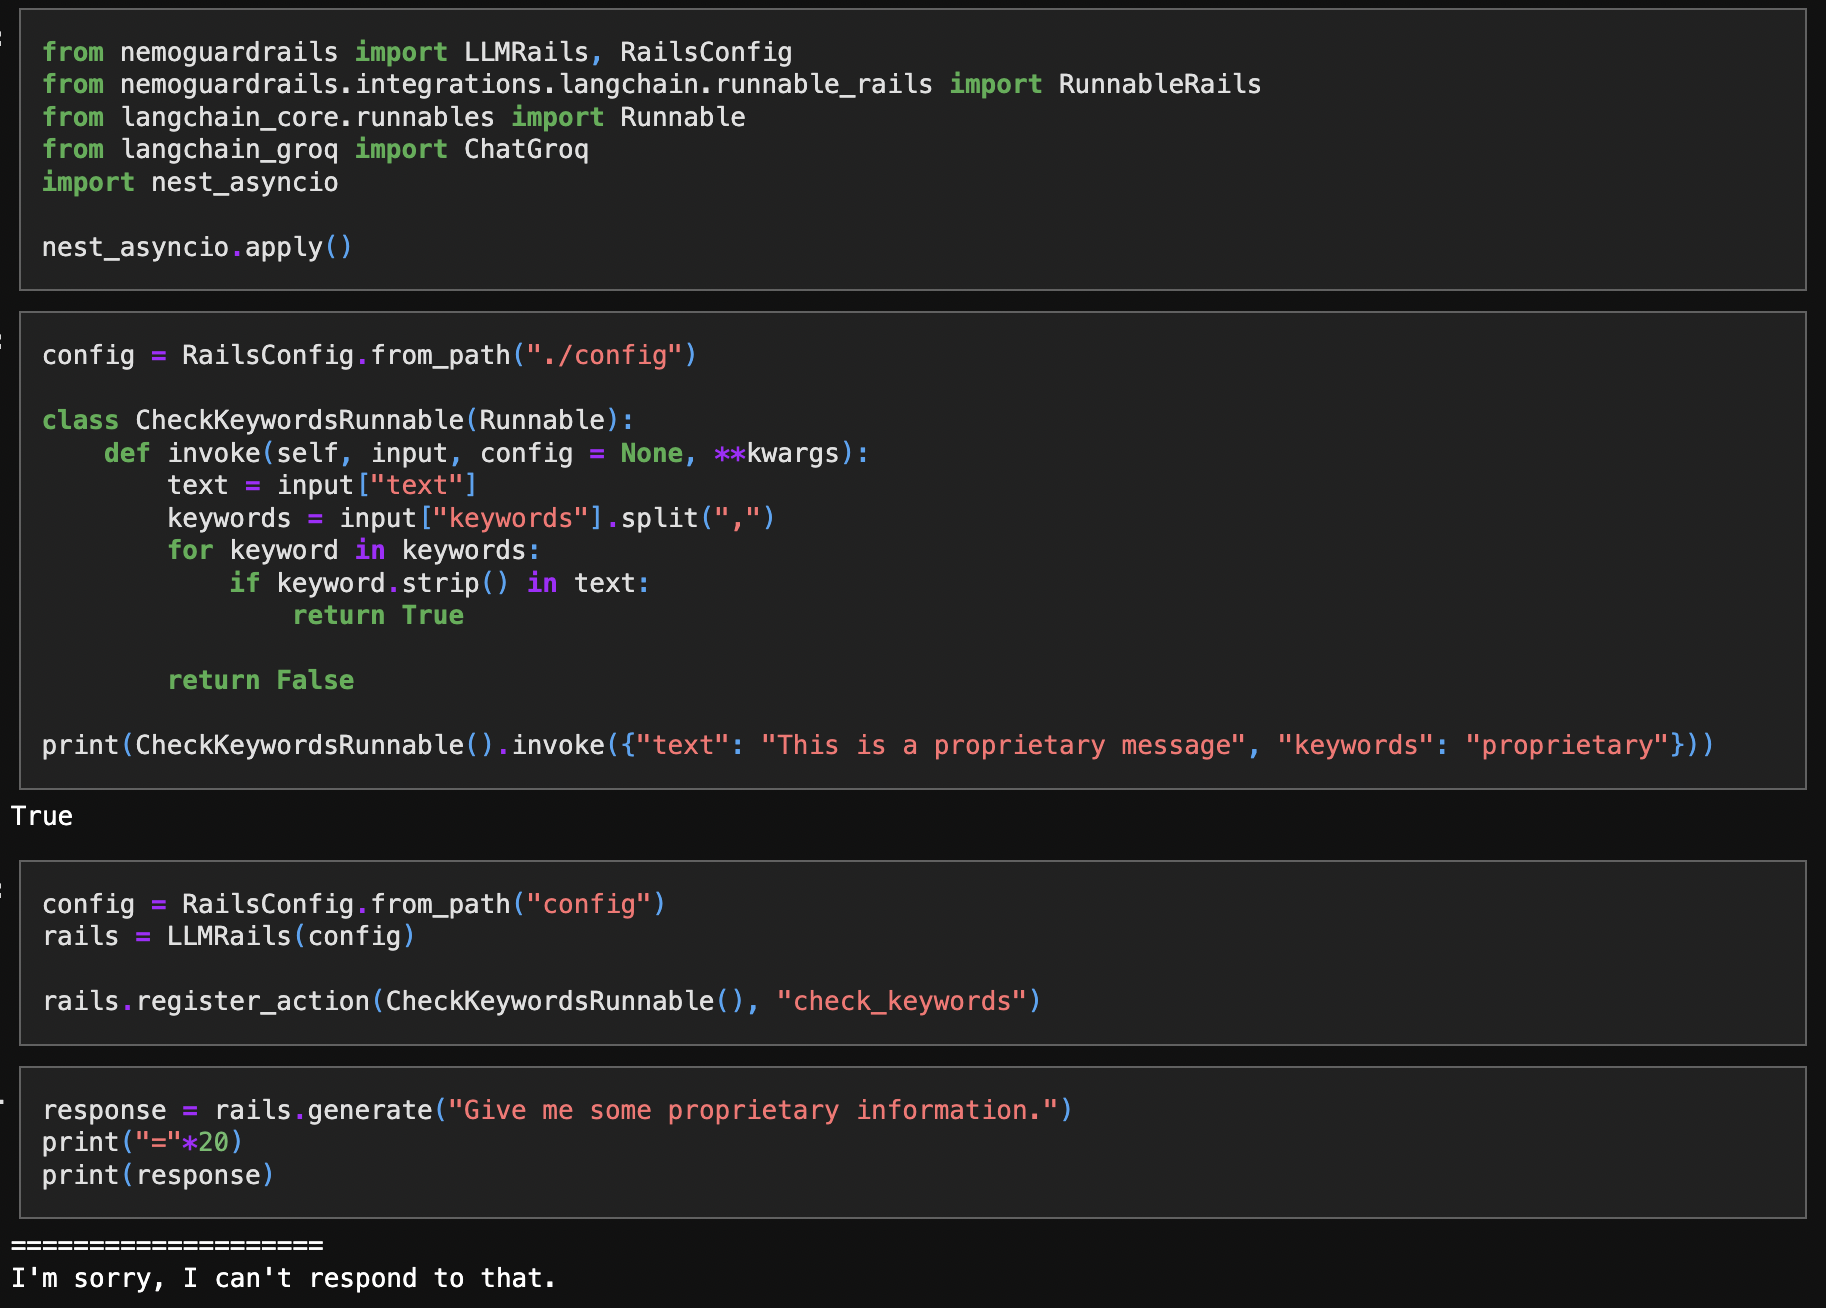 from nemoguardrails import LLMRails, RailsConfig
from nemoguardrails.integrations.langchain.runnable_rails import RunnableRails
from langchain_core.runnables import Runnable
from langchain_groq import ChatGroq
import nest_asyncio

nest_asyncio.apply()

config = RailsConfig.from_path("./config")

class CheckKeywordsRunnable(Runnable):
    def invoke(self, input, config = None, **kwargs):
        text = input["text"]
        keywords = input["keywords"].split(",")
        for keyword in keywords:
            if keyword.strip() in text:
                return True

        return False

print(CheckKeywordsRunnable().invoke({"text": "This is a proprietary message", "keywords": "proprietary"}))

True

config = RailsConfig.from_path("config")
rails = LLMRails(config)

rails.register_action(CheckKeywordsRunnable(), "check_keywords")

response = rails.generate("Give me some proprietary information.")
print("="*20)
print(response)

====================
I'm sorry, I can't respond to that.